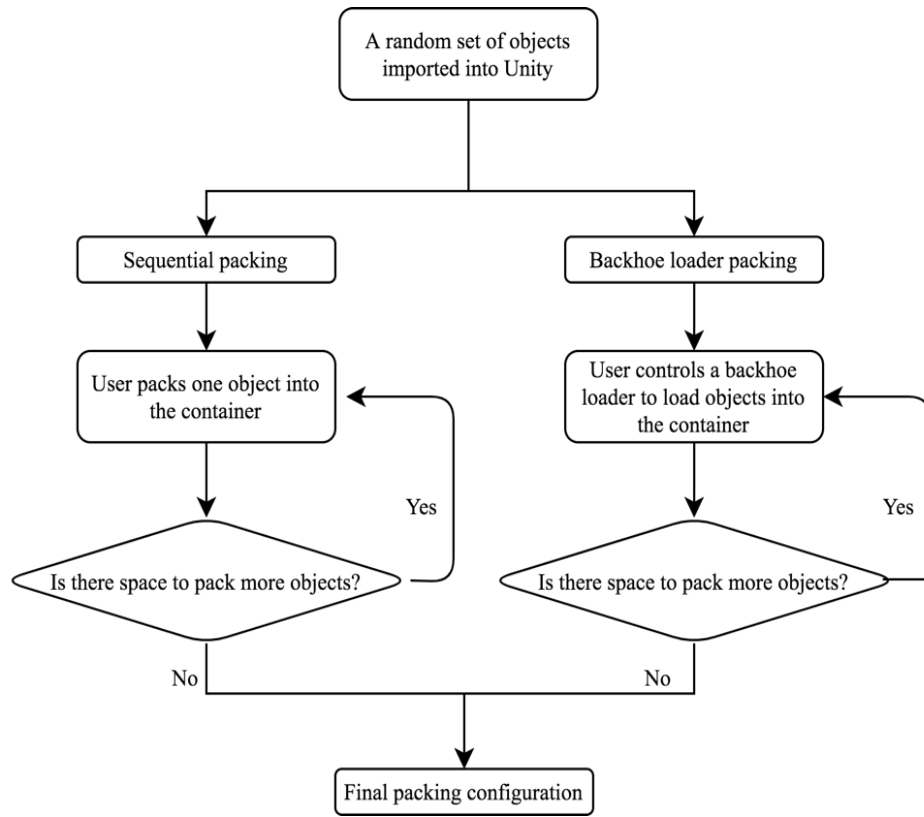 A random set of objects
imported into Unity
Sequential packing
Backhoe loader packing
User packs one object into
the container
User controls a backhoe
loader to load objects into
the container
Yes
Yes
Is there space to pack more objects?
Is there space to pack more objects?
No
No
Final packing configuration